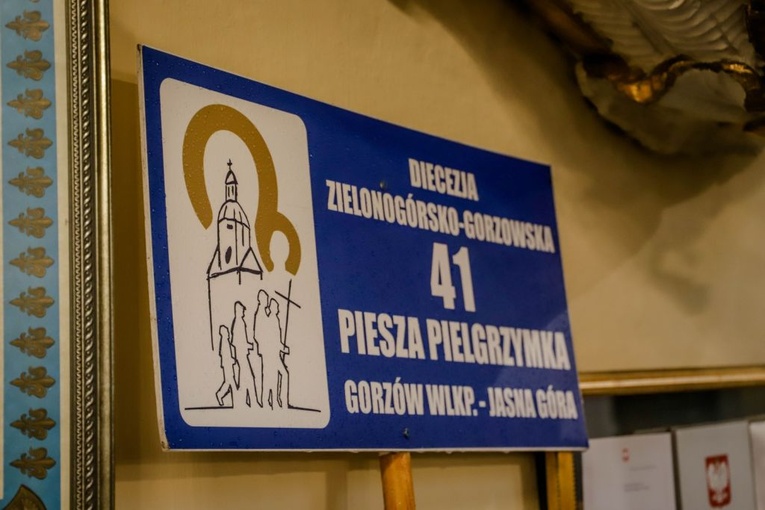 DIECEZJA
ZIELONOGÓRSKO-GORZOWSKA
41
PIESZA PIELGRZYMKA
GORZÓW WLKP. - JASNA GÓRA